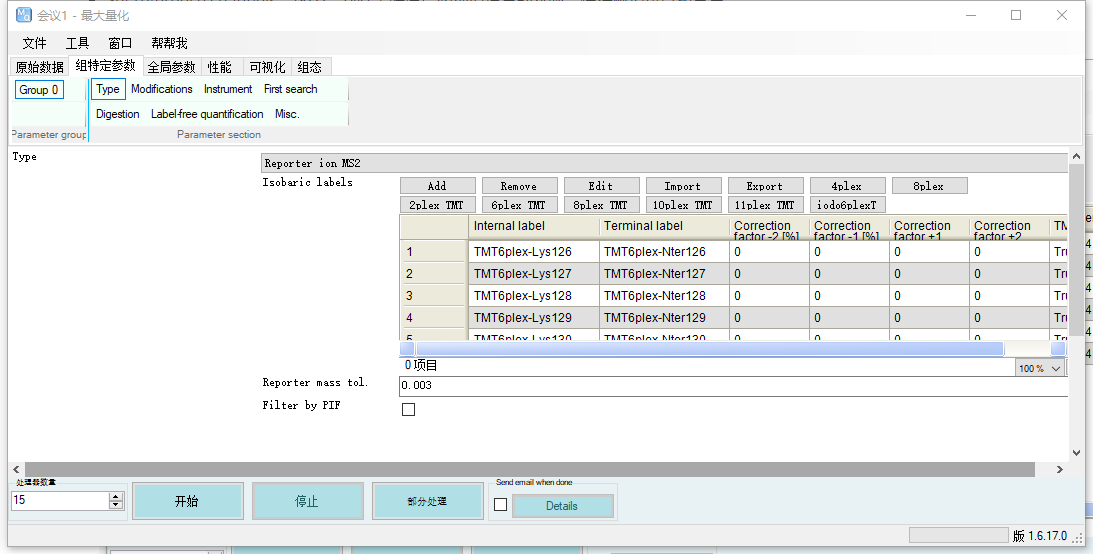 会议1 - 最大量化
文件 工具 窗口 帮帮我
原始数据 组特定参数 全局参数 性能 可视化 组态
Group 0 Type Modifications Instrument First search
Digestion Label-free quantification Misc.
Parameter group Parameter section
Type
Reporter ion MS2
Isobaric labels Add Remove Edit Import Export 4plex 8plex
2plex TMT 6plex TMT 8plex TMT 10plex TMT 11plex TMT iodo6plexT
Internal label Terminal label Correction factor -2 [%] Correction factor -1 [%] Correction factor +1 Correction factor +2 TM
1 TMT6plex-Lys126 TMT6plex-Nter126 0 0 0 0 Tru
2 TMT6plex-Lys127 TMT6plex-Nter127 0 0 0 0 Tru
3 TMT6plex-Lys128 TMT6plex-Nter128 0 0 0 0 Tru
4 TMT6plex-Lys129 TMT6plex-Nter129 0 0 0 0 Tru
5 TMT6plex-Lys130 TMT6plex-Nter130 0 0 0 0 Tru
0 项目 100 %
Reporter mass tol. 0.003
Filter by PIF
处理器数量
15 开始 停止 部分处理
Send email when done
Details
版 1.6.17.0